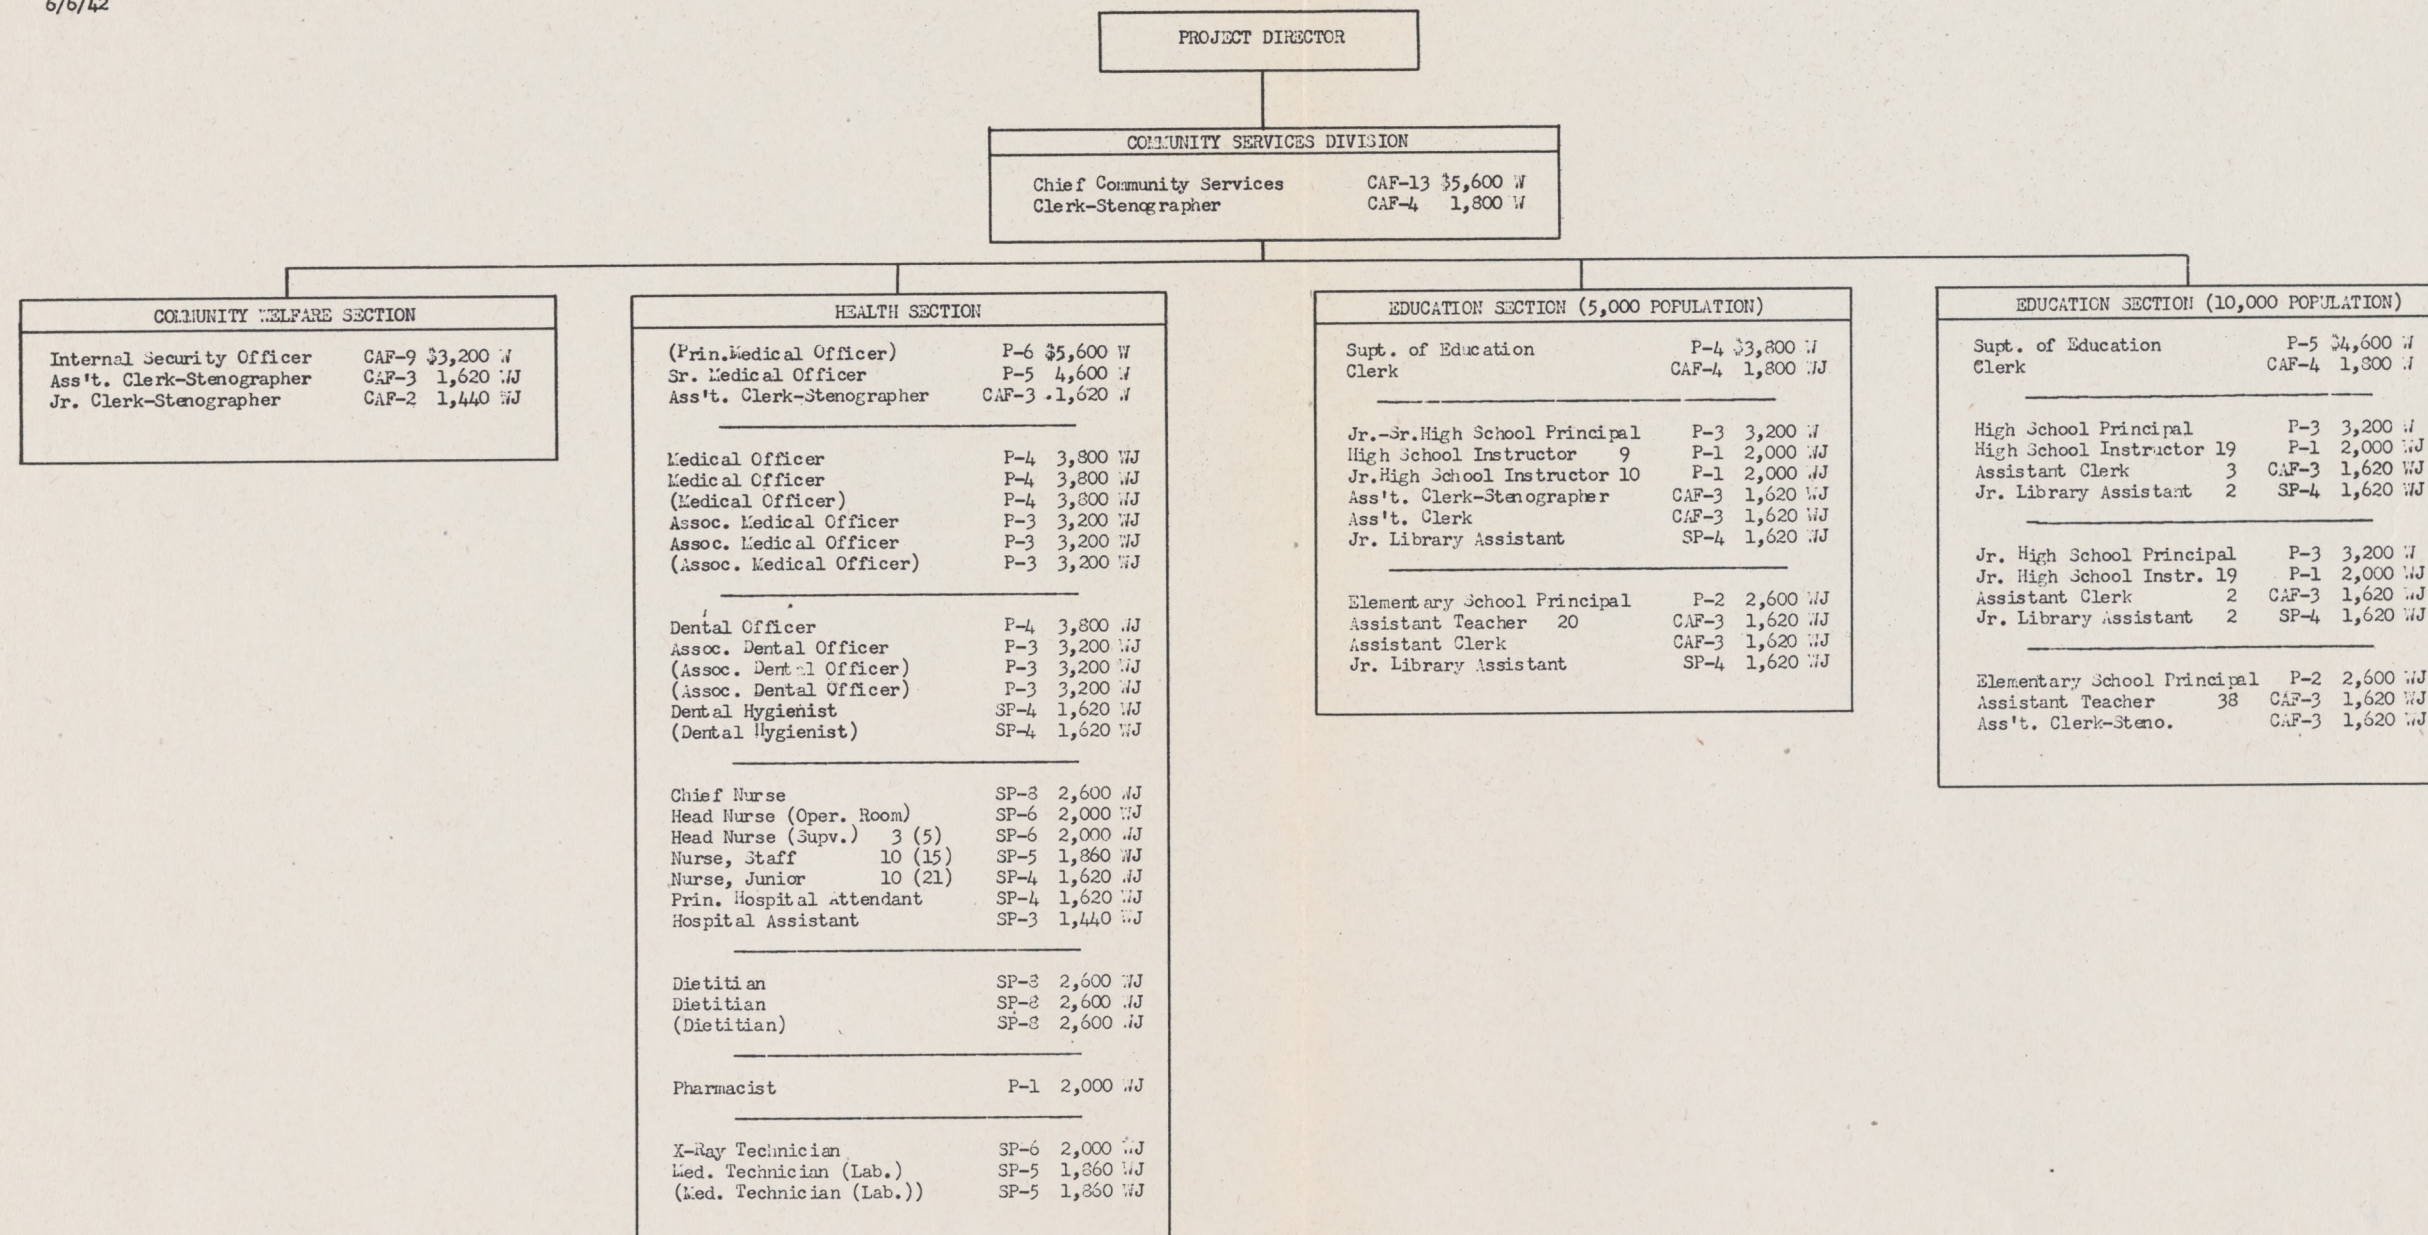 6/6/42
PROJECT DIRECTOR
COMMUNITY SERVICES DIVISION
Chief Community Services CAF-13 $5,600 W
Clerk-Stenographer CAF-4 1,800 W
COMMUNITY WELFARE SECTION
Internal Security Officer CAF-9 $3,200 W
Ass't. Clerk-Stenographer CAF-3 1,620 WJ
Jr. Clerk-Stenographer CAF-2 1,440 WJ
HEALTH SECTION
(Prin.Medical Officer) P-6 $5,600 W
Sr. Medical Officer P-5 4,600 W
Ass't. Clerk-Stenographer CAF-3 1,620 W
Medical Officer P-4 3,800 WJ
Medical Officer P-4 3,800 WJ
(Medical Officer) P-4 3,800 WJ
Assoc. Medical Officer P-3 3,200 WJ
Assoc. Medical Officer P-3 3,200 WJ
(Assoc. Medical Officer) P-3 3,200 WJ
Dental Officer P-4 3,800 WJ
Assoc. Dental Officer P-3 3,200 WJ
(Assoc. Dental Officer) P-3 3,200 WJ
(Assoc. Dental Officer) P-3 3,200 WJ
Dental Hygienist SP-4 1,620 WJ
(Dental Hygienist) SP-4 1,620 WJ
Chief Nurse SP-8 2,600 WJ
Head Nurse (Oper. Room) SP-6 2,000 WJ
Head Nurse (Supv.) 3 (5) SP-6 2,000 WJ
Nurse, Staff 10 (15) SP-5 1,860 WJ
Nurse, Junior 10 (21) SP-4 1,620 WJ
Prin. Hospital Attendant SP-4 1,620 WJ
Hospital Assistant SP-3 1,440 WJ
Dietitian SP-8 2,600 WJ
Dietitian SP-8 2,600 WJ
(Dietitian) SP-8 2,600 WJ
Pharmacist P-1 2,000 WJ
X-Ray Technician SP-6 2,000 WJ
Med. Technician (Lab.) SP-5 1,860 WJ
(Med. Technician (Lab.)) SP-5 1,860 WJ
EDUCATION SECTION (5,000 POPULATION)
Supt. of Education P-4 $3,800 W
Clerk CAF-4 1,800 WJ
Jr.-Sr.High School Principal P-3 3,200 W
High School Instructor 9 P-1 2,000 WJ
Jr.High School Instructor 10 P-1 2,000 WJ
Ass't. Clerk-Stenographer CAF-3 1,620 WJ
Ass't. Clerk CAF-3 1,620 WJ
Jr. Library Assistant SP-4 1,620 WJ
Elementary School Principal P-2 2,600 WJ
Assistant Teacher 20 CAF-3 1,620 WJ
Assistant Clerk CAF-3 1,620 WJ
Jr. Library Assistant SP-4 1,620 WJ
EDUCATION SECTION (10,000 POPULATION)
Supt. of Education P-5 $4,600 W
Clerk CAF-4 1,800 W
High School Principal P-3 3,200 W
High School Instructor 19 P-1 2,000 WJ
Assistant Clerk 3 CAF-3 1,620 WJ
Jr. Library Assistant 2 SP-4 1,620 WJ
Jr. High School Principal P-3 3,200 W
Jr. High School Instr. 19 P-1 2,000 WJ
Assistant Clerk 2 CAF-3 1,620 WJ
Jr. Library Assistant 2 SP-4 1,620 WJ
Elementary School Principal P-2 2,600 WJ
Assistant Teacher 38 CAF-3 1,620 WJ
Ass't. Clerk-Steno. CAF-3 1,620 WJ